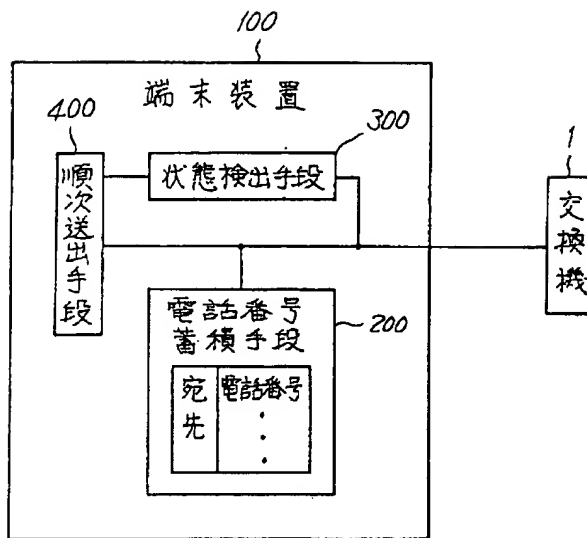 100
端末装置
400
300
1
順次送出手段
状態検出手段
交換機
電話番号
蓄積手段
200
宛先
電話番号